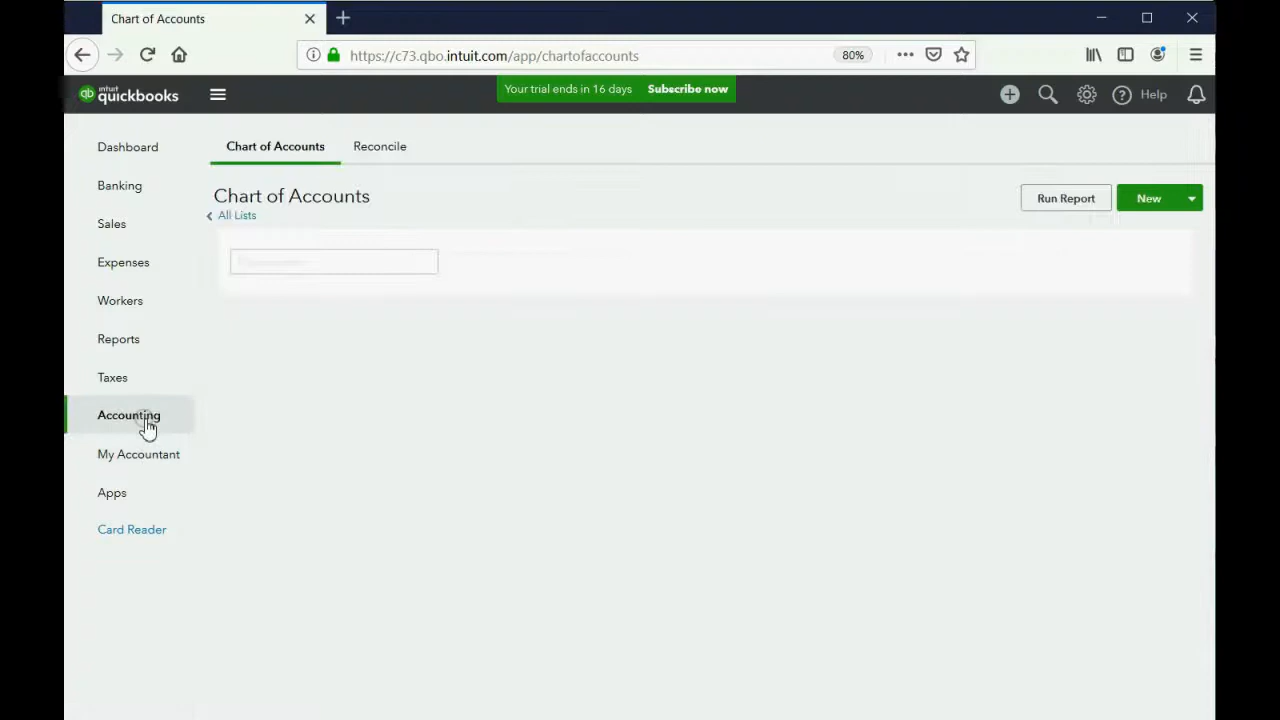 Chart of Accounts
https://c73.qbo.intuit.com/app/chartofaccounts
80%
qb intuit quickbooks
Your trial ends in 16 days Subscribe now
Help
Dashboard
Banking
Sales
Expenses
Workers
Reports
Taxes
Accounting
My Accountant
Apps
Card Reader
Chart of Accounts Reconcile
Chart of Accounts
All Lists
Run Report
New